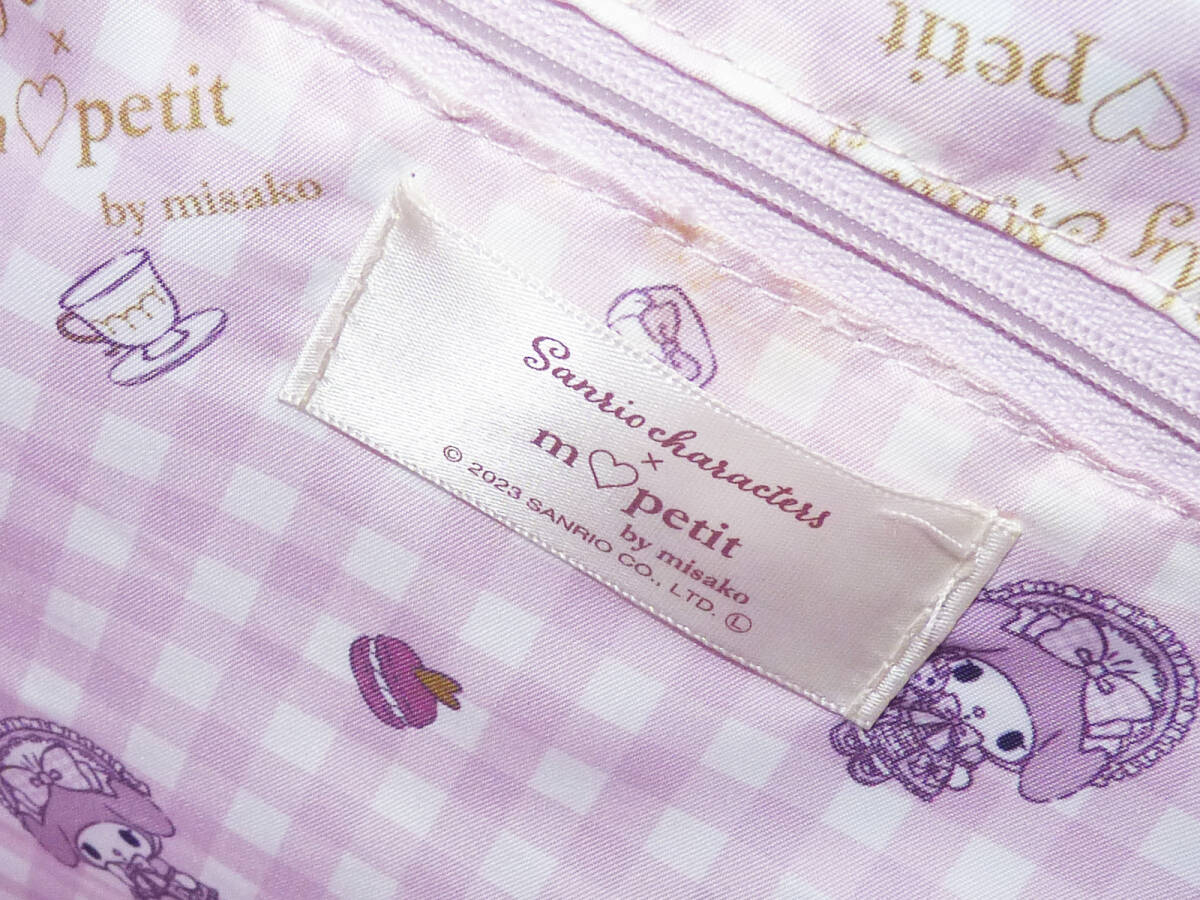 ×
♡petit
by misako
petit♡
×
Sanrio characters
×
m♡petit
by misako
© 2023 SANRIO CO., LTD. Ⓛ